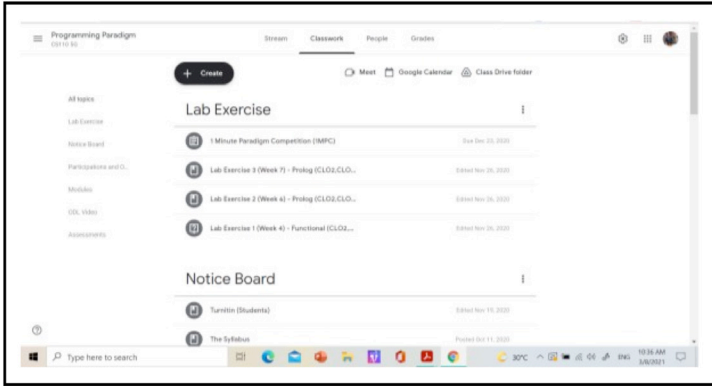 Programming Paradigm
Stream Classwork People Grades
+ Create
Meet Google Calendar Class Drive folder
All topics
Lab Exercise
Notice Board
Participations and O...
Modules
ODL Video
Assessments
Lab Exercise
1 Minute Paradigm Competition (1MPC) Due Dec 23, 2020
Lab Exercise 3 (Week 7) - Prolog (CLO2,CLO... Edited Nov 26, 2020
Lab Exercise 2 (Week 6) - Prolog (CLO2,CLO... Edited Nov 26, 2020
Lab Exercise 1 (Week 4) - Functional (CLO2,... Edited Nov 26, 2020
Notice Board
Turnitin (Students) Edited Nov 19, 2020
The Syllabus Posted Oct 11, 2020
Type here to search
30°C ENG 10:36 AM
3/8/2021